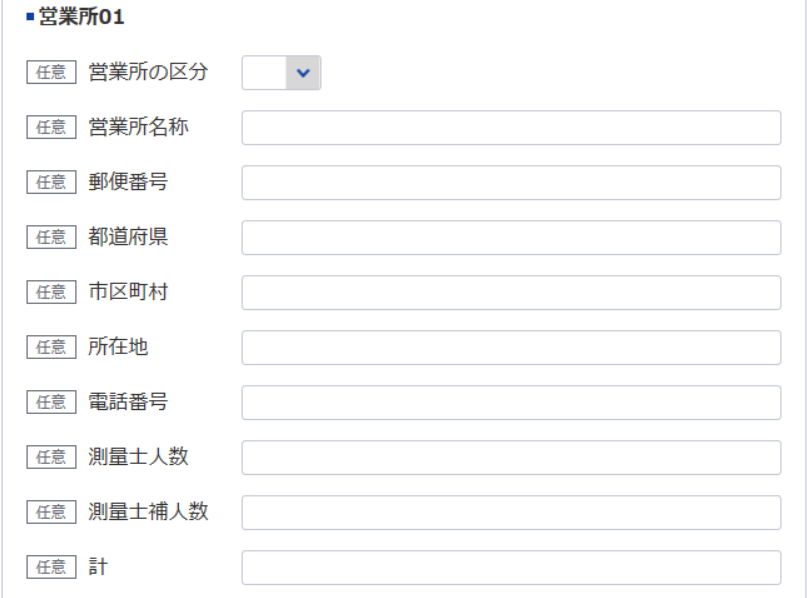 営業所01
任意 営業所の区分
任意 営業所名称
任意 郵便番号
任意 都道府県
任意 市区町村
任意 所在地
任意 電話番号
任意 測量士人数
任意 測量士補人数
任意 計